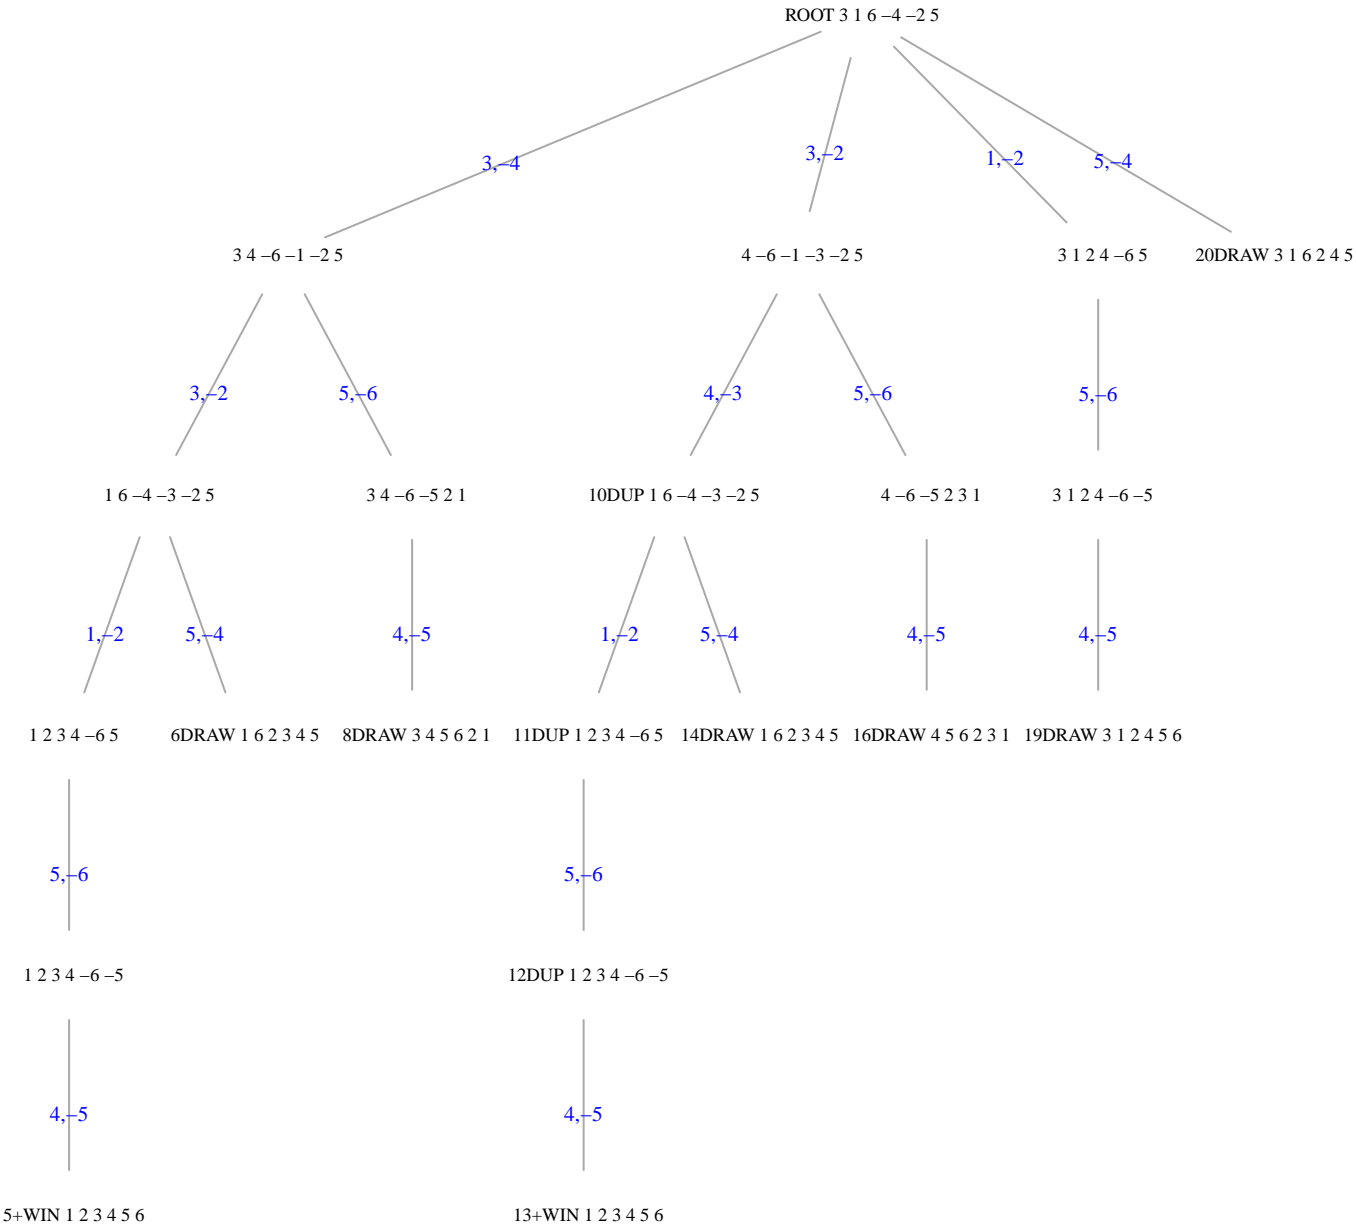 ROOT 3 1 6 –4 –2 5
3,–4
3,–2
1,–2
5,–4
3 4 –6 –1 –2 5
4 –6 –1 –3 –2 5
3 1 2 4 –6 5
20DRAW 3 1 6 2 4 5
3,–2
5,–6
4,–3
5,–6
5,–6
1 6 –4 –3 –2 5
3 4 –6 –5 2 1
10DUP 1 6 –4 –3 –2 5
4 –6 –5 2 3 1
3 1 2 4 –6 –5
1,–2
5,–4
4,–5
1,–2
5,–4
4,–5
4,–5
1 2 3 4 –6 5
6DRAW 1 6 2 3 4 5
8DRAW 3 4 5 6 2 1
11DUP 1 2 3 4 –6 5
14DRAW 1 6 2 3 4 5
16DRAW 4 5 6 2 3 1
19DRAW 3 1 2 4 5 6
5,–6
5,–6
1 2 3 4 –6 –5
12DUP 1 2 3 4 –6 –5
4,–5
4,–5
5+WIN 1 2 3 4 5 6
13+WIN 1 2 3 4 5 6